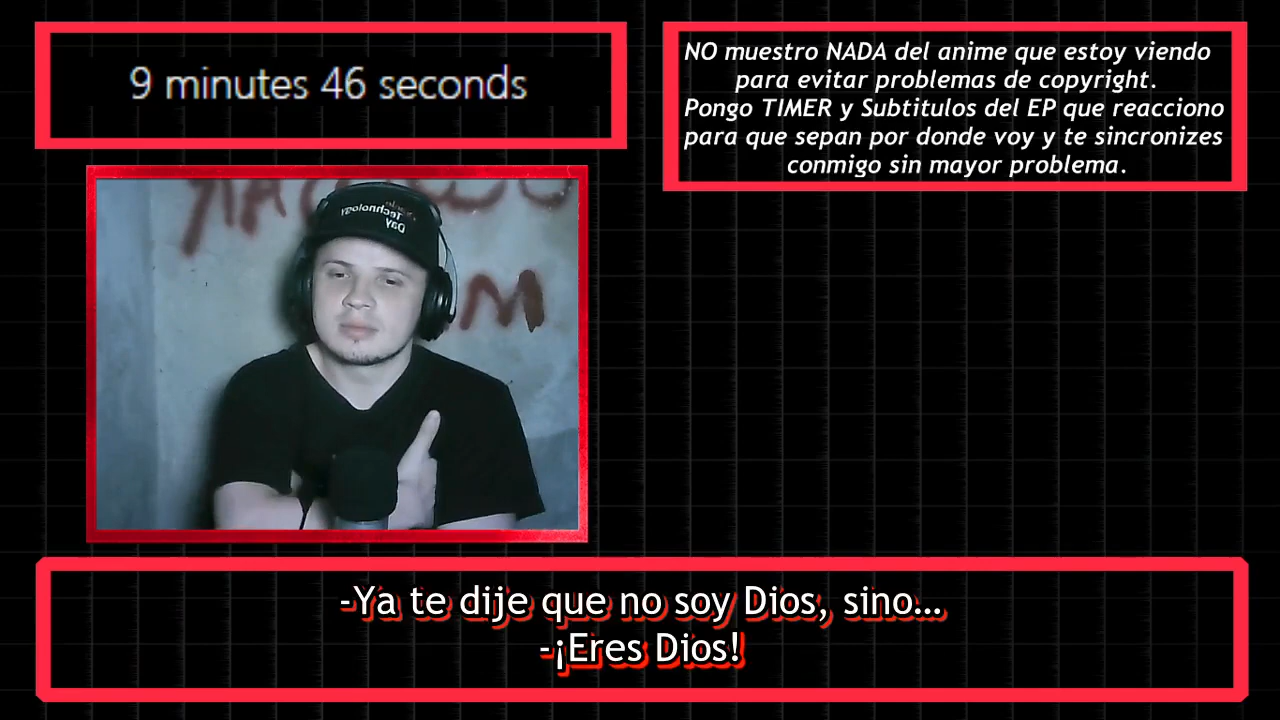 9 minutes 46 seconds
NO muestro NADA del anime que estoy viendo
para evitar problemas de copyright.
Pongo TIMER y Subtitulos del EP que reacciono
para que sepan por donde voy y te sincronizes
conmigo sin mayor problema.
Technology
Day
-Ya te dije que no soy Dios, sino...
-¡Eres Dios!